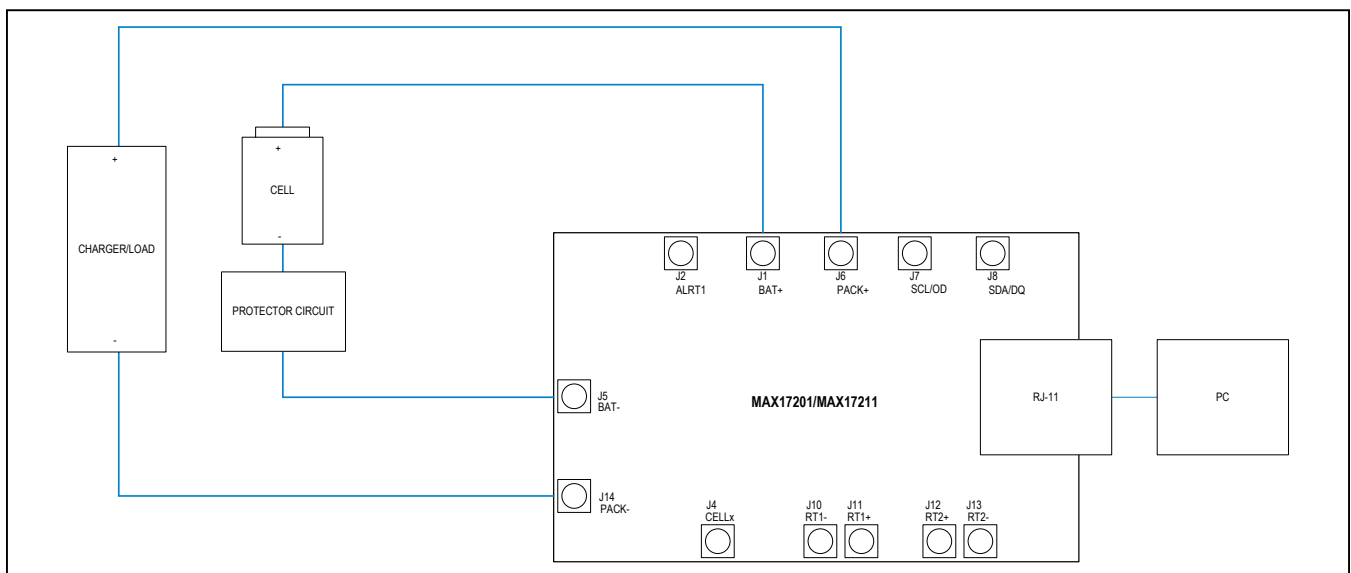 +
CHARGER/LOAD
-
+
CELL
-
PROTECTOR CIRCUIT
J2
ALRT1
J1
BAT+
J6
PACK+
J7
SCL/OD
J8
SDA/DQ
J5
BAT-
MAX17201/MAX17211
RJ-11
PC
J14
PACK-
J4
CELLx
J10
RT1-
J11
RT1+
J12
RT2+
J13
RT2-